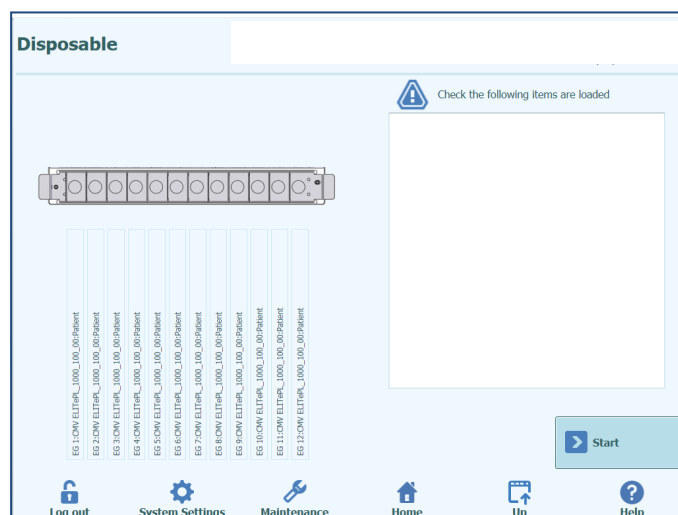 Disposable
Check the following items are loaded
EG 1:CMV ELITePL_1000_100_00:Patient
EG 2:CMV ELITePL_1000_100_00:Patient
EG 3:CMV ELITePL_1000_100_00:Patient
EG 4:CMV ELITePL_1000_100_00:Patient
EG 5:CMV ELITePL_1000_100_00:Patient
EG 6:CMV ELITePL_1000_100_00:Patient
EG 7:CMV ELITePL_1000_100_00:Patient
EG 8:CMV ELITePL_1000_100_00:Patient
EG 9:CMV ELITePL_1000_100_00:Patient
EG 10:CMV ELITePL_1000_100_00:Patient
EG 11:CMV ELITePL_1000_100_00:Patient
EG 12:CMV ELITePL_1000_100_00:Patient
Start
Log out
System Settings
Maintenance
Home
Up
Help